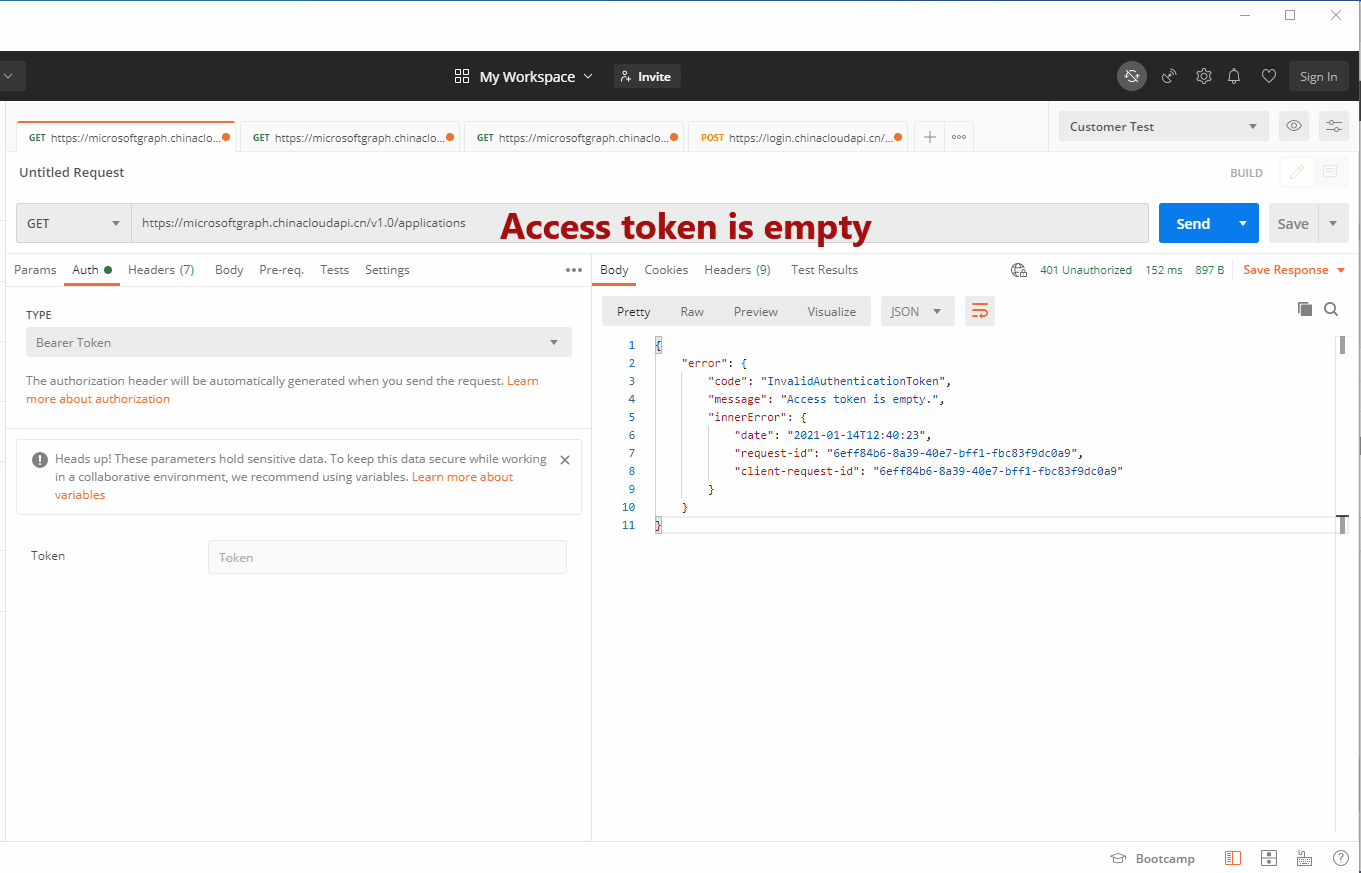 My Workspace
Invite
Sign In
GET https://microsoftgraph.chinaclo...
GET https://microsoftgraph.chinaclo...
GET https://microsoftgraph.chinaclo...
POST https://login.chinacloudapi.cn/...
Customer Test
Untitled Request
BUILD
GET
https://microsoftgraph.chinacloudapi.cn/v1.0/applications
Access token is empty
Send
Save
Params Auth Headers (7) Body Pre-req. Tests Settings
Body Cookies Headers (9) Test Results
401 Unauthorized 152 ms 897 B Save Response
TYPE
Bearer Token
The authorization header will be automatically generated when you send the request. Learn
more about authorization
Heads up! These parameters hold sensitive data. To keep this data secure while working
in a collaborative environment, we recommend using variables. Learn more about
variables
Token
Token
Pretty Raw Preview Visualize JSON
1 {
2 "error": {
3 "code": "InvalidAuthenticationToken",
4 "message": "Access token is empty.",
5 "innerError": {
6 "date": "2021-01-14T12:40:23",
7 "request-id": "6eff84b6-8a39-40e7-bff1-fbc83f9dc0a9",
8 "client-request-id": "6eff84b6-8a39-40e7-bff1-fbc83f9dc0a9"
9 }
10 }
11 }
Bootcamp